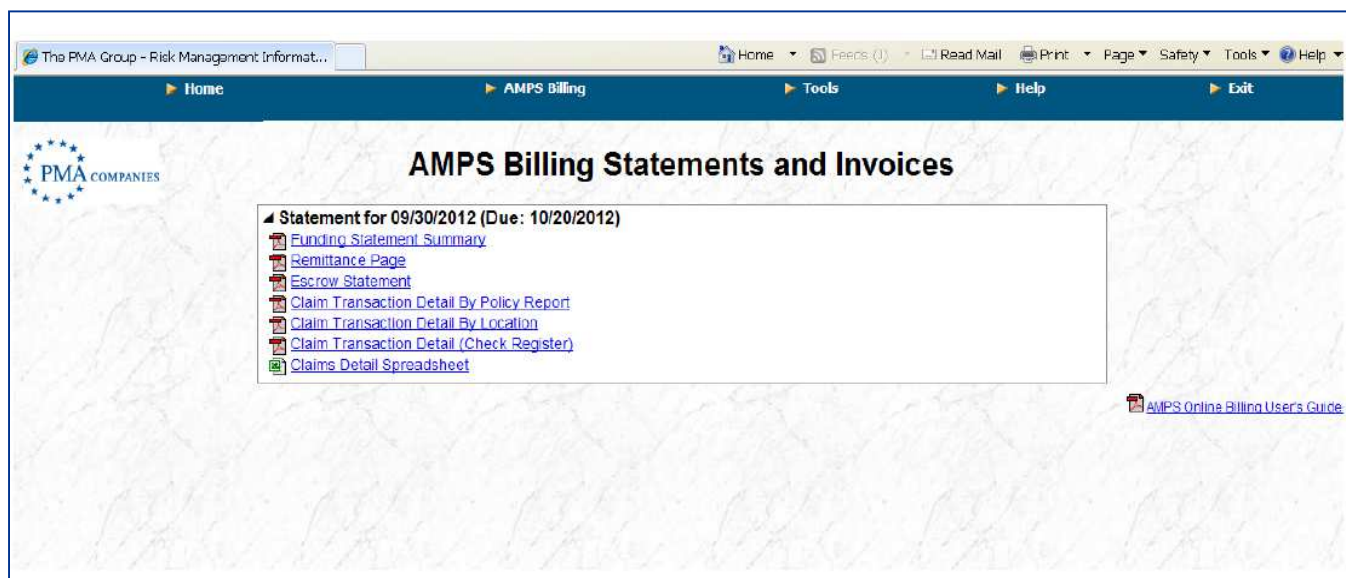 The PMA Group - Risk Management Informat...
Home Feeds (J) Read Mail Print Page Safety Tools Help
Home AMPS Billing Tools Help Exit
PMA COMPANIES
AMPS Billing Statements and Invoices
Statement for 09/30/2012 (Due: 10/20/2012)
Funding Statement Summary
Remittance Page
Escrow Statement
Claim Transaction Detail By Policy Report
Claim Transaction Detail By Location
Claim Transaction Detail (Check Register)
Claims Detail Spreadsheet
AMPS Online Billing User's Guide